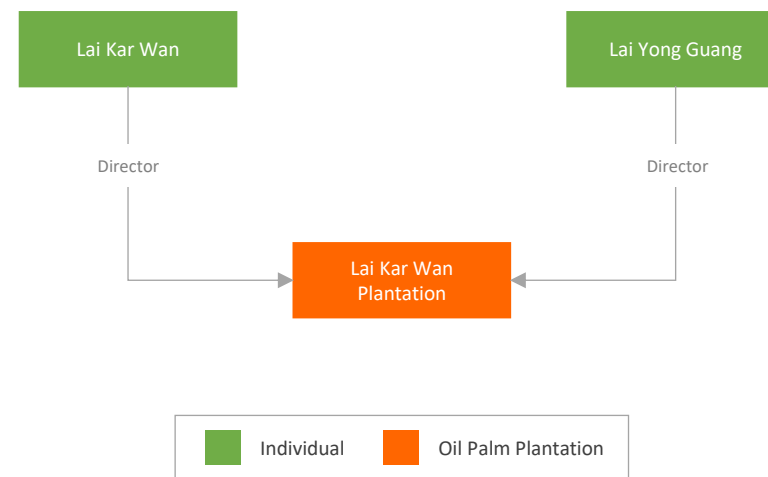 Lai Kar Wan
Lai Yong Guang
Director
Director
Lai Kar Wan
Plantation
Individual
Oil Palm Plantation